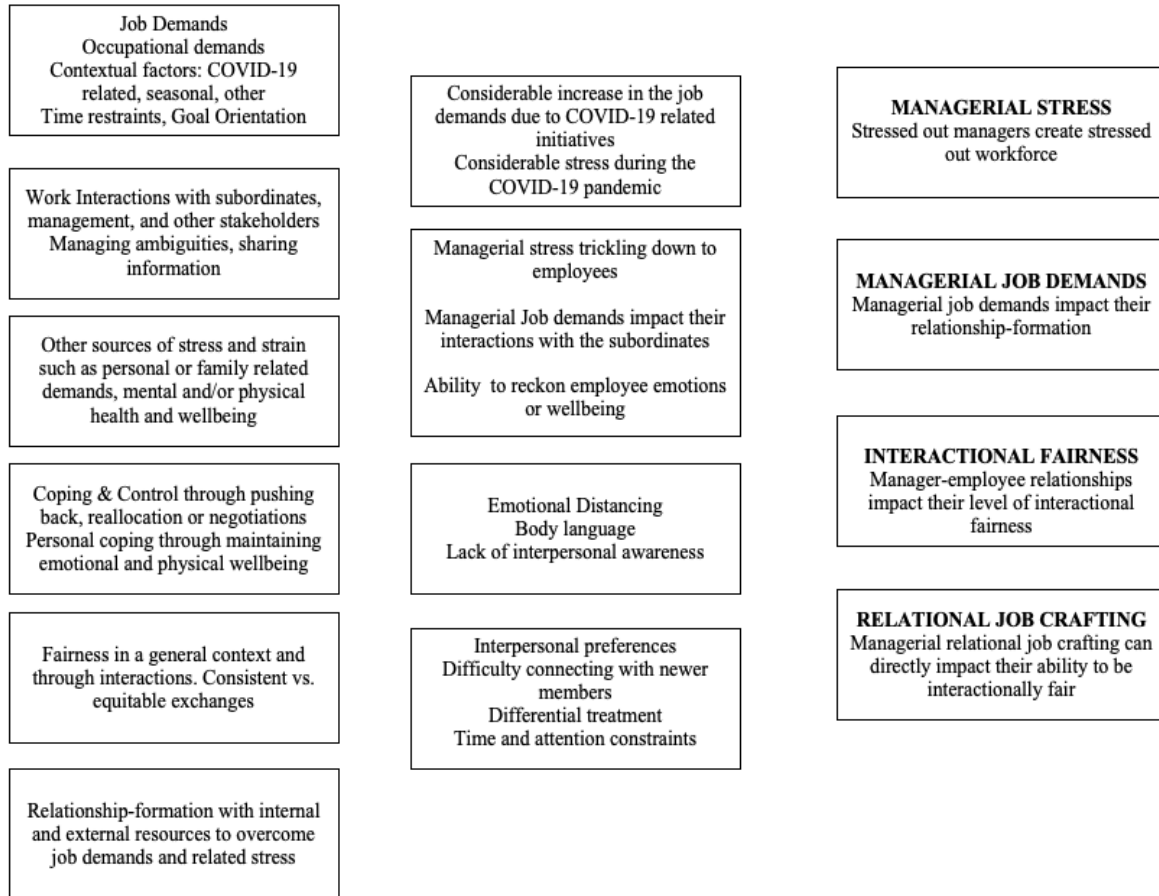 Job Demands
Occupational demands
Contextual factors: COVID-19
related, seasonal, other
Time restraints, Goal Orientation
Work Interactions with subordinates,
management, and other stakeholders
Managing ambiguities, sharing
information
Other sources of stress and strain
such as personal or family related
demands, mental and/or physical
health and wellbeing
Coping & Control through pushing
back, reallocation or negotiations
Personal coping through maintaining
emotional and physical wellbeing
Fairness in a general context and
through interactions. Consistent vs.
equitable exchanges
Relationship-formation with internal
and external resources to overcome
job demands and related stress
Considerable increase in the job
demands due to COVID-19 related
initiatives
Considerable stress during the
COVID-19 pandemic
Managerial stress trickling down to
employees
Managerial Job demands impact their
interactions with the subordinates
Ability to reckon employee emotions
or wellbeing
Emotional Distancing
Body language
Lack of interpersonal awareness
Interpersonal preferences
Difficulty connecting with newer
members
Differential treatment
Time and attention constraints
MANAGERIAL STRESS
Stressed out managers create stressed
out workforce
MANAGERIAL JOB DEMANDS
Managerial job demands impact their
relationship-formation
INTERACTIONAL FAIRNESS
Manager-employee relationships
impact their level of interactional
fairness
RELATIONAL JOB CRAFTING
Managerial relational job crafting can
directly impact their ability to be
interactionally fair